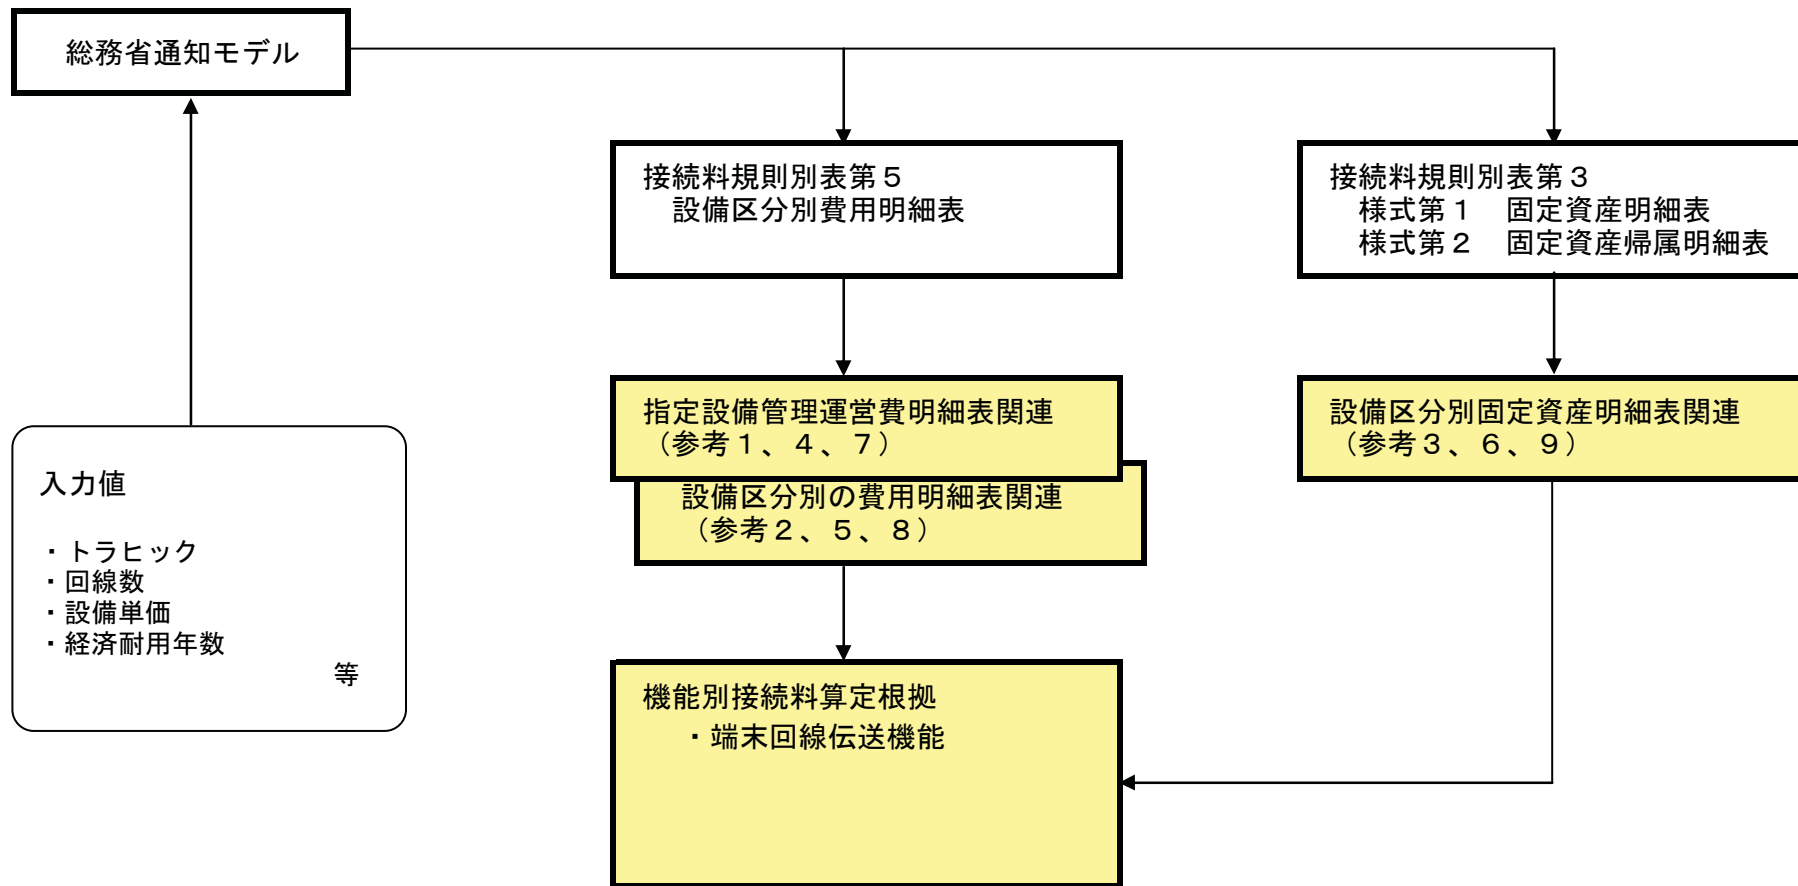 総務省通知モデル
接続料規則別表第５
設備区分別費用明細表
接続料規則別表第３
様式第１　固定資産明細表
様式第２　固定資産帰属明細表
指定設備管理運営費明細表関連
（参考１、４、７）
設備区分別の費用明細表関連
（参考２、５、８）
設備区分別固定資産明細表関連
（参考３、６、９）
入力値
・トラヒック
・回線数
・設備単価
・経済耐用年数
等
機能別接続料算定根拠
・端末回線伝送機能